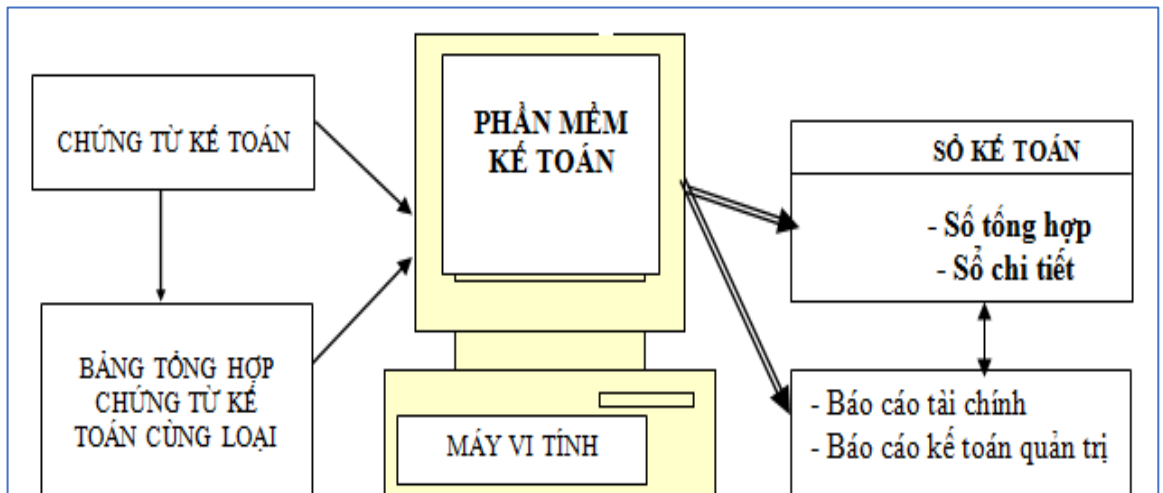 CHỨNG TỪ KẾ TOÁN
BẢNG TỔNG HỢP
CHỨNG TỪ KẾ
TOÁN CÙNG LOẠI
PHẦN MỀM
KẾ TOÁN
MÁY VI TÍNH
SỔ KẾ TOÁN
- Sổ tổng hợp
- Sổ chi tiết
- Báo cáo tài chính
- Báo cáo kế toán quản trị